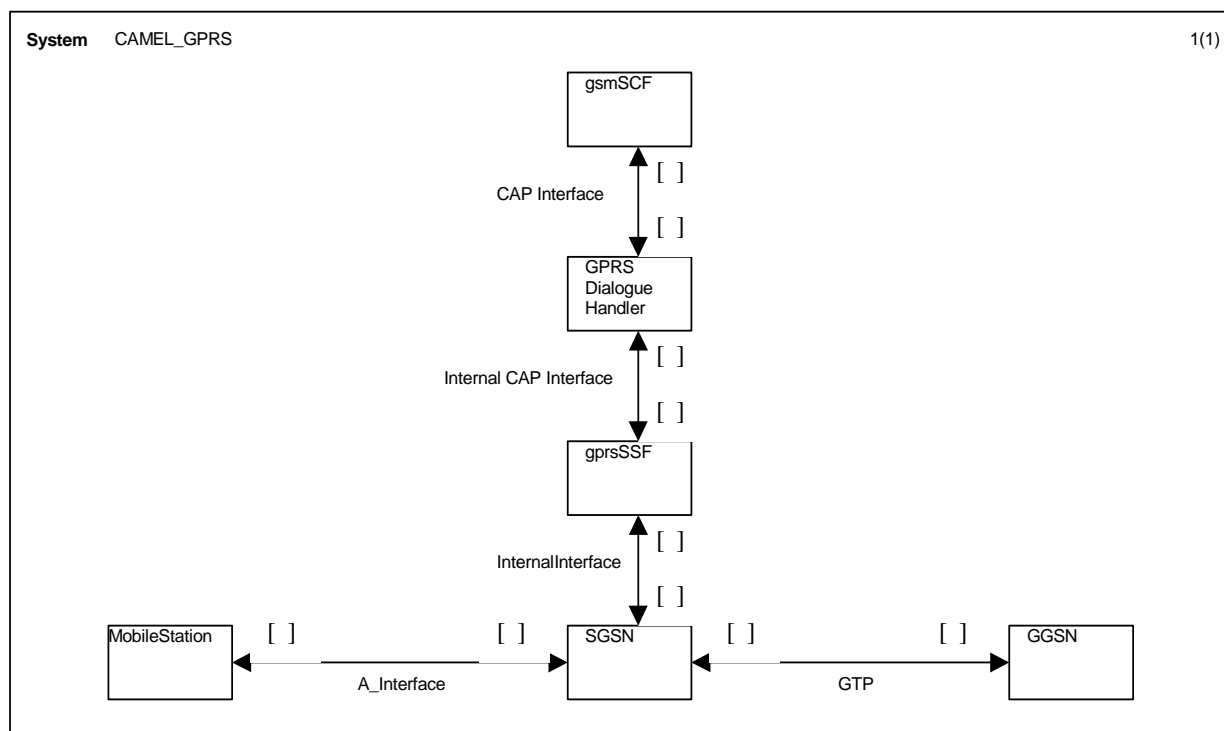 System CAMEL_GPRS 1(1)
gsmSCF
[ ]
CAP Interface
[ ]
GPRS
Dialogue
Handler
[ ]
Internal CAP Interface
[ ]
gprsSSF
[ ]
InternalInterface
[ ]
MobileStation [ ] [ ] SGSN [ ] [ ] GGSN
A_Interface GTP